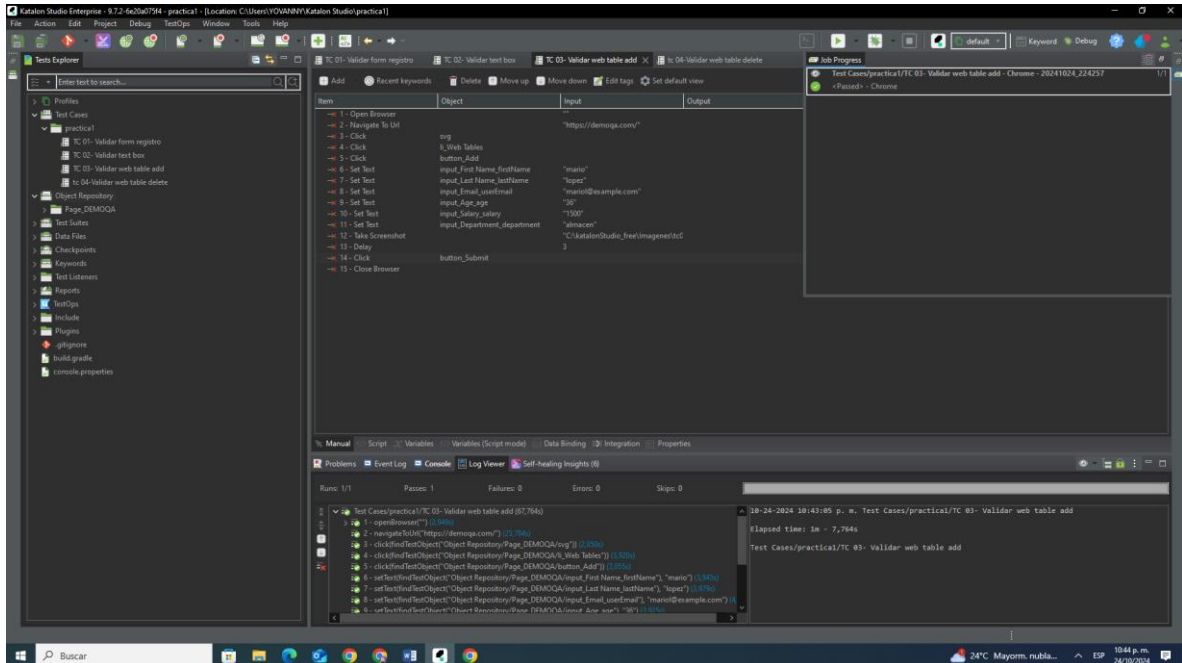 Katalon Studio Enterprise - 9.7.2-6e20a075f4 - practica1 - [Location: C:\Users\YOVANNY\Katalon Studio\practica1]
File Action Edit Project Debug TestOps Window Tools Help
default Keyword Debug
Tests Explorer
Enter text to search...
Profiles
Test Cases
practica1
TC 01- Validar form registro
TC 02- Validar text box
TC 03- Validar web table add
tc 04-Validar web table delete
Object Repository
Page_DEMOQA
Test Suites
Data Files
Checkpoints
Keywords
Test Listeners
Reports
TestOps
Include
Plugins
.gitignore
build.gradle
console.properties
TC 01- Validar form registro TC 02- Validar text box TC 03- Validar web table add tc 04-Validar web table delete
Add Recent keywords Delete Move up Move down Edit tags Set default view
Item Object Input Output
1 - Open Browser ""
2 - Navigate To Url "https://demoqa.com/"
3 - Click svg
4 - Click li_Web Tables
5 - Click button_Add
6 - Set Text input_First Name_firstName "mario"
7 - Set Text input_Last Name_lastName "lopez"
8 - Set Text input_Email_userEmail "mariol@example.com"
9 - Set Text input_Age_age "36"
10 - Set Text input_Salary_salary "1500"
11 - Set Text input_Department_department "almacen"
12 - Take Screenshot "C:\katalonStudio_free\imagenes\tc0
13 - Delay 3
14 - Click button_Submit
15 - Close Browser
Job Progress
Test Cases/practica1/TC 03- Validar web table add - Chrome - 20241024_224257 1/1
<Passed> - Chrome
Manual Script Variables Variables (Script mode) Data Binding Integration Properties
Problems Event Log Console Log Viewer Self-healing Insights (6)
Runs: 1/1 Passes: 1 Failures: 0 Errors: 0 Skips: 0
Test Cases/practica1/TC 03- Validar web table add (67,764s)
1 - openBrowser("")
2 - navigateToUrl("https://demoqa.com/")
3 - click(findTestObject("Object Repository/Page_DEMOQA/svg"))
4 - click(findTestObject("Object Repository/Page_DEMOQA/li_Web Tables"))
5 - click(findTestObject("Object Repository/Page_DEMOQA/button_Add"))
6 - setText(findTestObject("Object Repository/Page_DEMOQA/input_First Name_firstName"), "mario")
7 - setText(findTestObject("Object Repository/Page_DEMOQA/input_Last Name_lastName"), "lopez")
8 - setText(findTestObject("Object Repository/Page_DEMOQA/input_Email_userEmail"), "mariol@example.com")
9 - setText(findTestObject("Object Repository/Page_DEMOQA/input_Age_age"), "36")
10-24-2024 10:43:05 p. m. Test Cases/practica1/TC 03- Validar web table add
Elapsed time: 1m - 7,764s
Test Cases/practica1/TC 03- Validar web table add
Buscar
24°C Mayorm. nubla... ESP
10:44 p. m.
24/10/2024